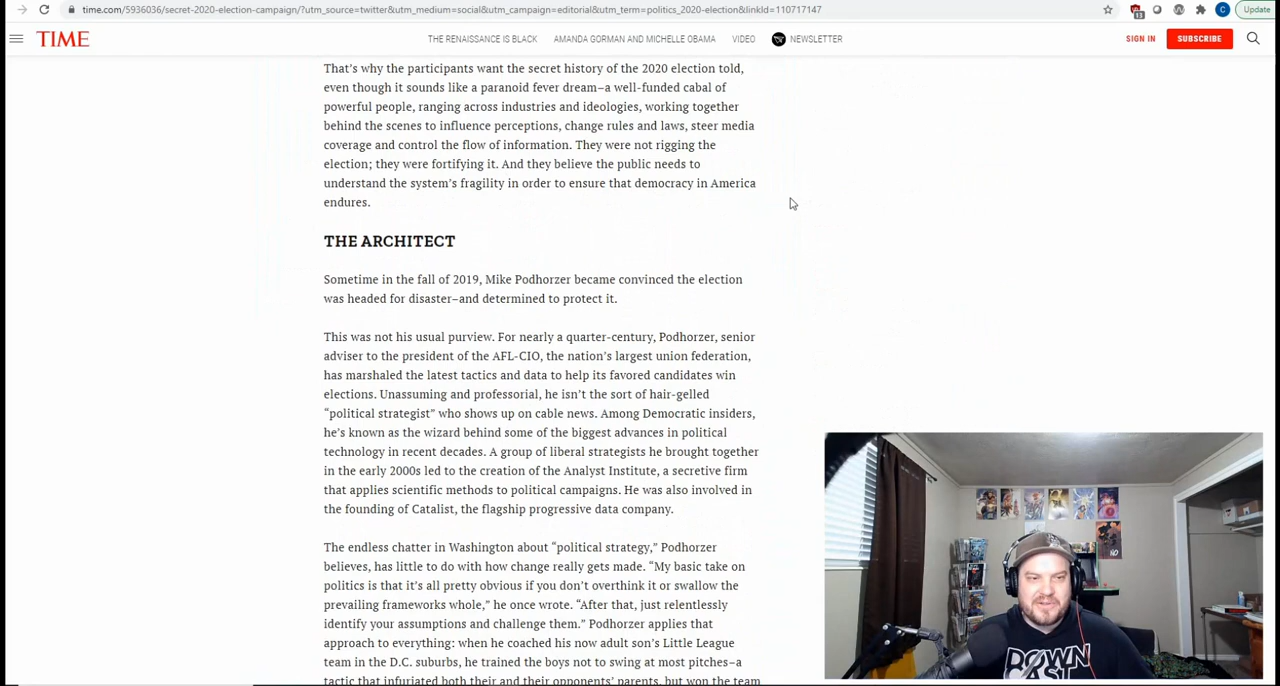 time.com/5936036/secret-2020-election-campaign/?utm_source=twitter&utm_medium=social&utm_campaign=editorial&utm_term=politics_2020-election&linkId=110717147
13
C
Update
TIME
THE RENAISSANCE IS BLACK
AMANDA GORMAN AND MICHELLE OBAMA
VIDEO
NEWSLETTER
SIGN IN
SUBSCRIBE
That’s why the participants want the secret history of the 2020 election told,
even though it sounds like a paranoid fever dream–a well-funded cabal of
powerful people, ranging across industries and ideologies, working together
behind the scenes to influence perceptions, change rules and laws, steer media
coverage and control the flow of information. They were not rigging the
election; they were fortifying it. And they believe the public needs to
understand the system’s fragility in order to ensure that democracy in America
endures.
THE ARCHITECT
Sometime in the fall of 2019, Mike Podhorzer became convinced the election
was headed for disaster–and determined to protect it.
This was not his usual purview. For nearly a quarter-century, Podhorzer, senior
adviser to the president of the AFL-CIO, the nation’s largest union federation,
has marshaled the latest tactics and data to help its favored candidates win
elections. Unassuming and professorial, he isn’t the sort of hair-gelled
“political strategist” who shows up on cable news. Among Democratic insiders,
he’s known as the wizard behind some of the biggest advances in political
technology in recent decades. A group of liberal strategists he brought together
in the early 2000s led to the creation of the Analyst Institute, a secretive firm
that applies scientific methods to political campaigns. He was also involved in
the founding of Catalist, the flagship progressive data company.
The endless chatter in Washington about “political strategy,” Podhorzer
believes, has little to do with how change really gets made. “My basic take on
politics is that it’s all pretty obvious if you don’t overthink it or swallow the
prevailing frameworks whole,” he once wrote. “After that, just relentlessly
identify your assumptions and challenge them.” Podhorzer applies that
approach to everything: when he coached his now adult son’s Little League
team in the D.C. suburbs, he trained the boys not to swing at most pitches–a
tactic that infuriated both their and their opponents’ parents, but won the team
NO
DOWN
CAST